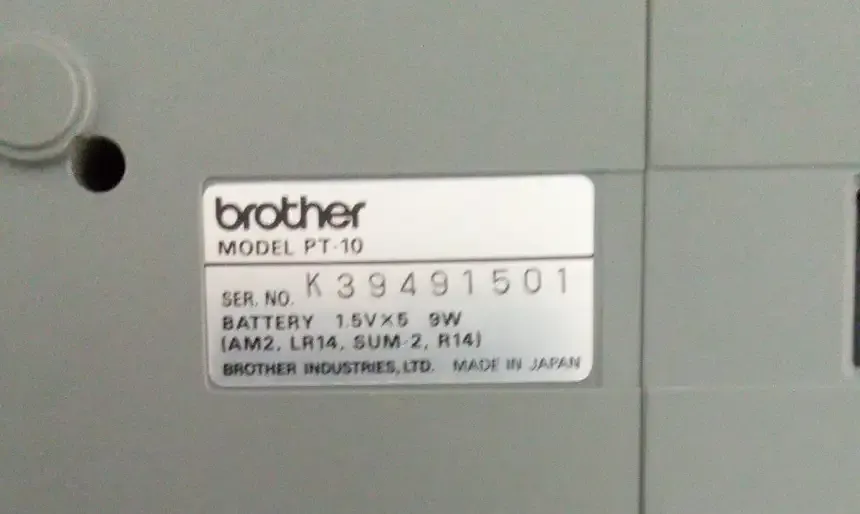 brother
MODEL PT-10
SER. NO. K39491501
BATTERY 1.5V×5 9W
(AM2, LR14, SUM-2, R14)
BROTHER INDUSTRIES, LTD. MADE IN JAPAN